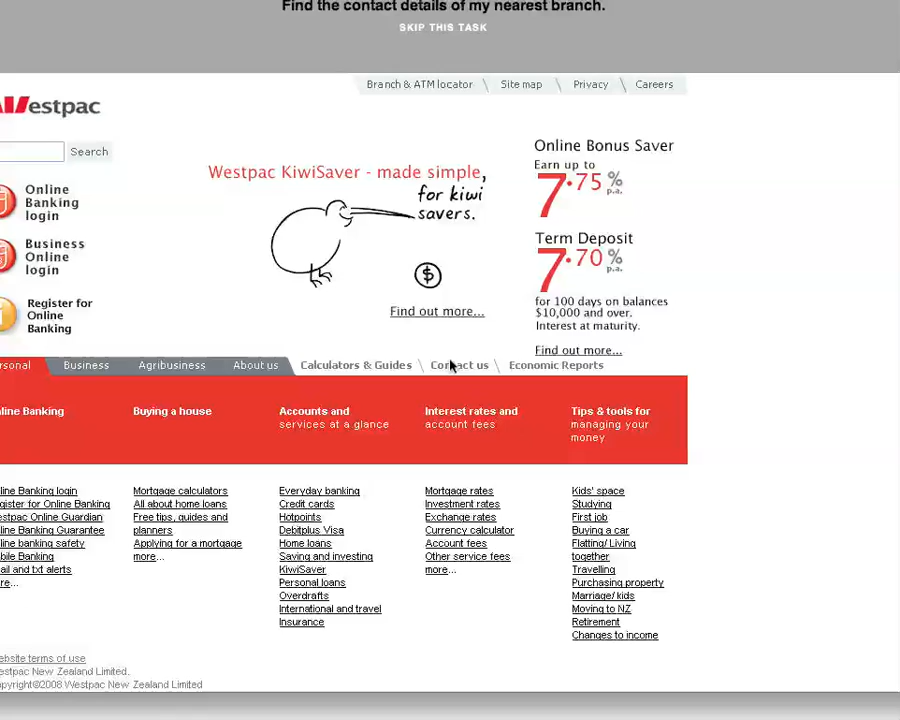 Find the contact details of my nearest branch.
SKIP THIS TASK
Branch & ATM locator
Site map
Privacy
Careers
Westpac
Search
Online
Banking
login
Business
Online
login
Register for
Online
Banking
Westpac KiwiSaver - made simple,
for kiwi
savers.
$
Find out more...
Online Bonus Saver
Earn up to
7.75 % p.a.
Term Deposit
7.70 % p.a.
for 100 days on balances
$10,000 and over.
Interest at maturity.
Find out more...
rsonal
Business
Agribusiness
About us
Calculators & Guides
Contact us
Economic Reports
line Banking
Buying a house
Accounts and
services at a glance
Interest rates and
account fees
Tips & tools for
managing your
money
line Banking login
gister for Online Banking
estpac Online Guardian
line Banking Guarantee
line banking safety
bile Banking
ail and txt alerts
re...
Mortgage calculators
All about home loans
Free tips, guides and
planners
Applying for a mortgage
more...
Everyday banking
Credit cards
Hotpoints
Debitplus Visa
Home loans
Saving and investing
KiwiSaver
Personal loans
Overdrafts
International and travel
Insurance
Mortgage rates
Investment rates
Exchange rates
Currency calculator
Account fees
Other service fees
more...
Kids' space
Studying
First job
Buying a car
Flatting/ Living
together
Travelling
Purchasing property
Marriage/ kids
Moving to NZ
Retirement
Changes to income
ebsite terms of use
estpac New Zealand Limited.
opyright©2008 Westpac New Zealand Limited